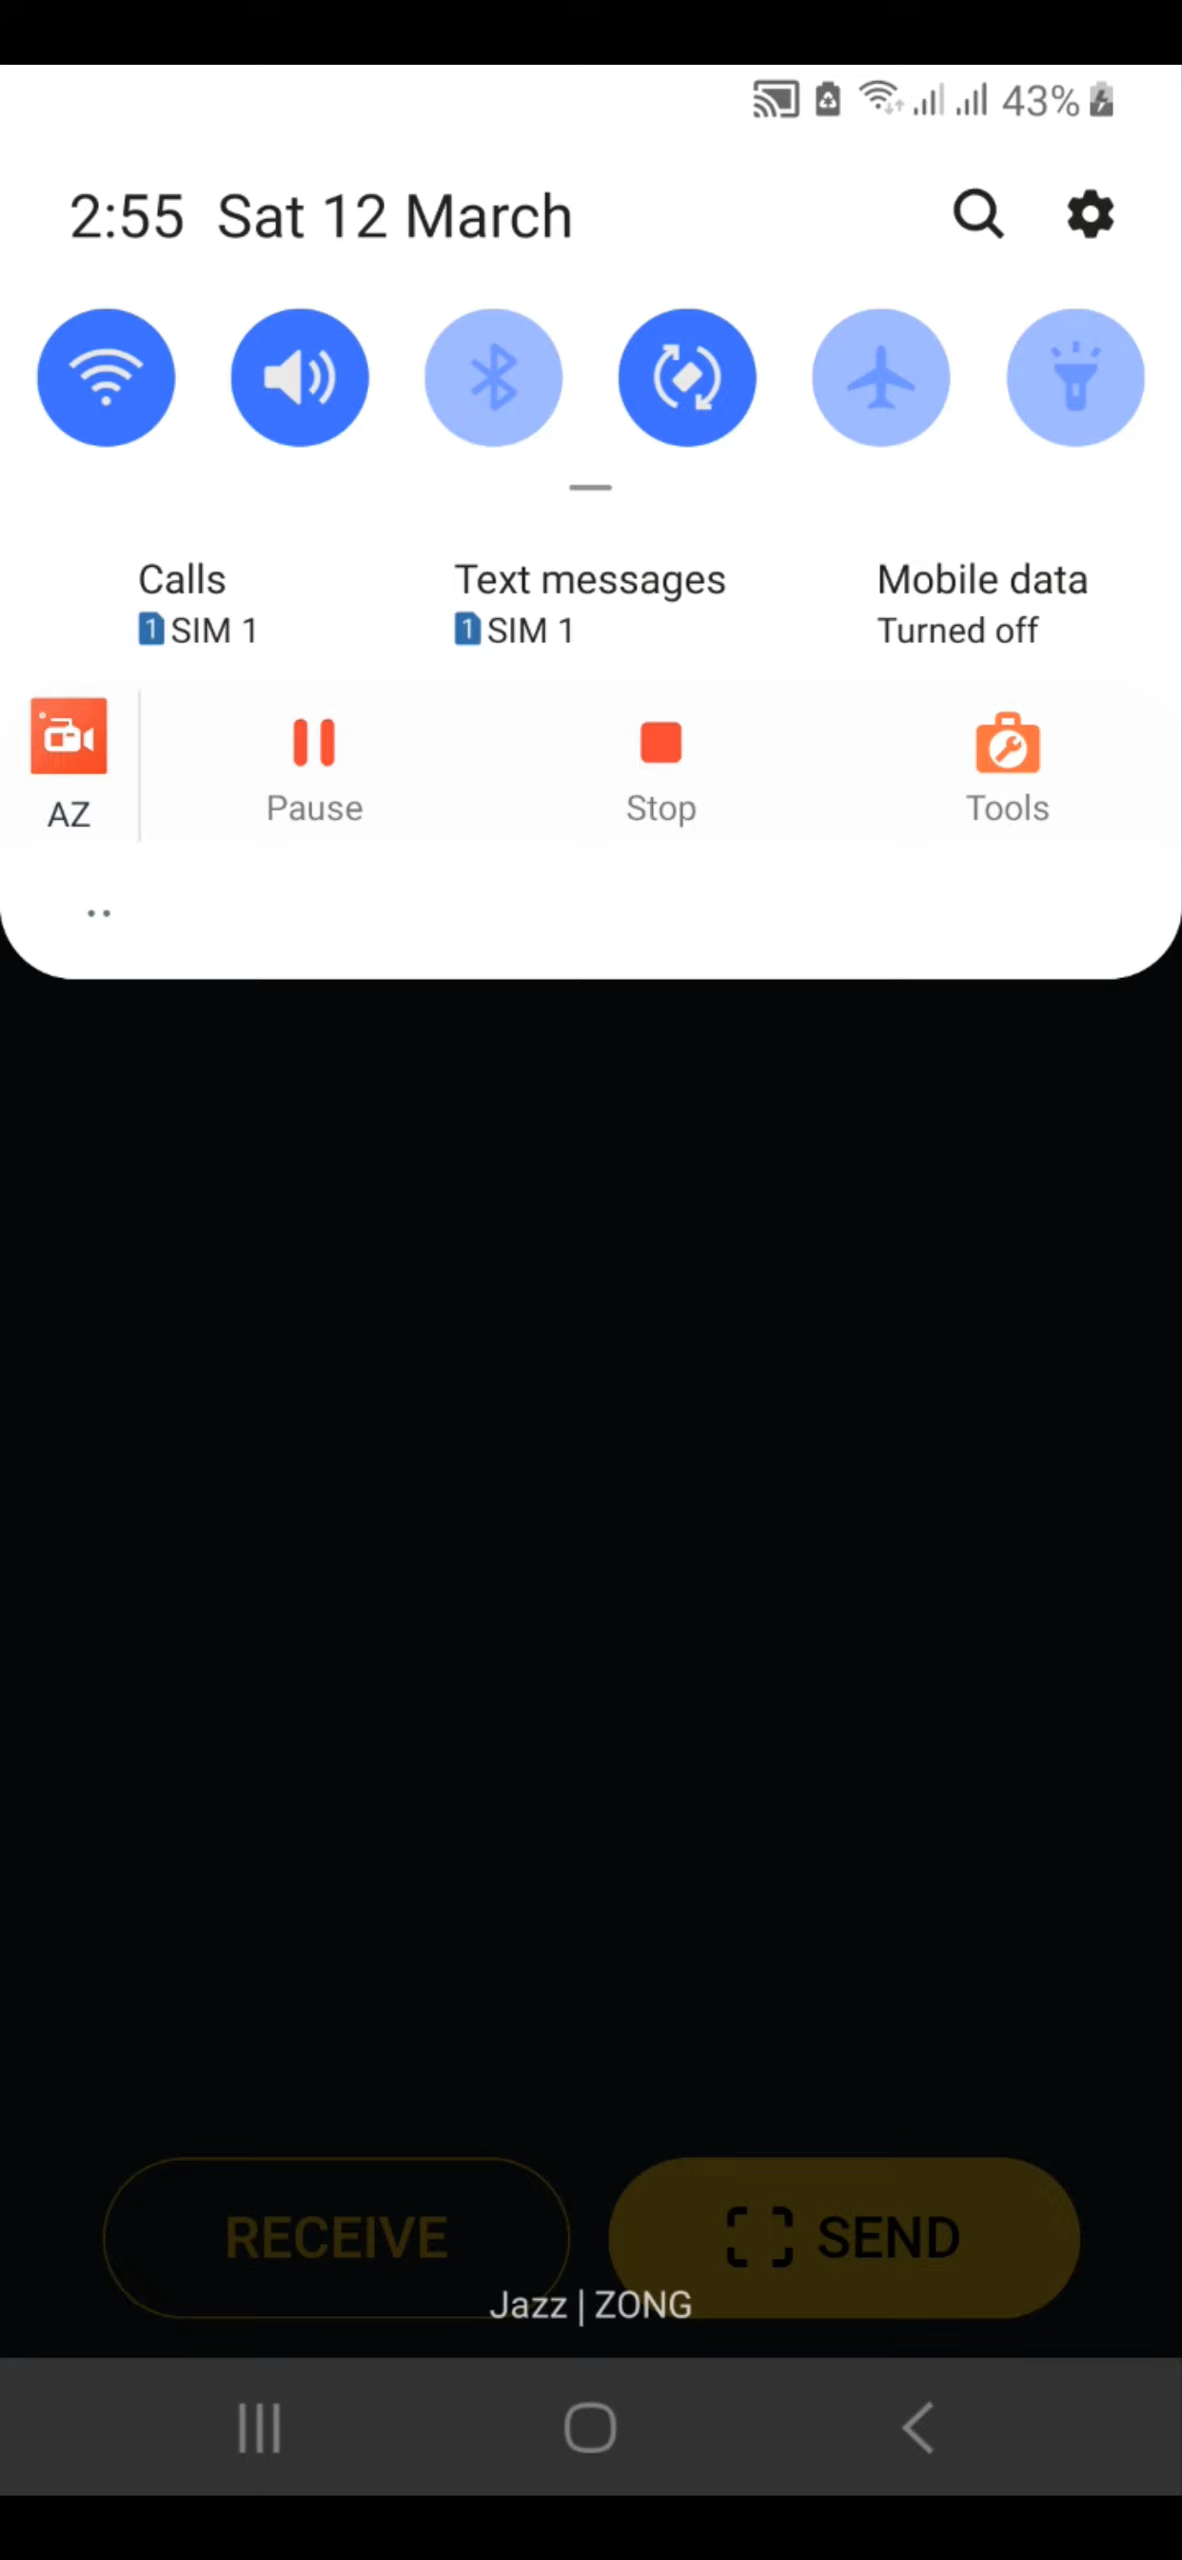 43%
2:55 Sat 12 March
Calls Text messages Mobile data
1 SIM 1 1 SIM 1 Turned off
AZ Pause Stop Tools
RECEIVE SEND
Jazz | ZONG